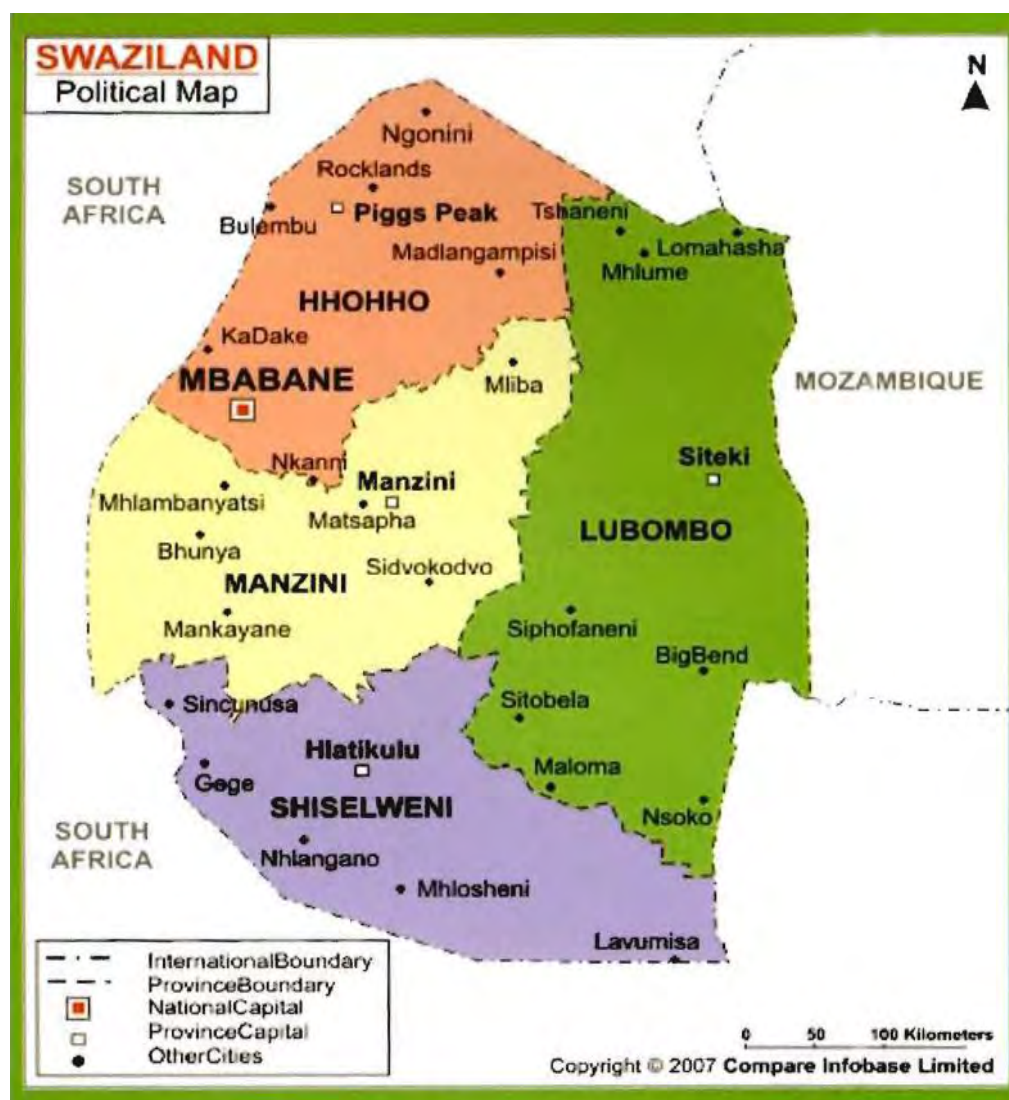 SWAZILAND
Political Map
N
Ngonini
Rocklands
SOUTH
AFRICA
Piggs Peak
Tshaneni
Bulembu
Madlangampisi
Lomahasha
Mhlume
HHOHHO
KaDake
MBABANE
Mliba
MOZAMBIQUE
Nkanni
Manzini
Siteki
Mhlambanyatsi
Matsapha
LUBOMBO
Bhunya
Sidvokodvo
MANZINI
Mankayane
Siphofaneni
BigBend
Sincunusa
Sitobela
Hlatikulu
Maloma
Gege
SHISELWENI
Nsoko
SOUTH
AFRICA
Nhlangano
Mhlosheni
Lavumisa
InternationalBoundary
ProvinceBoundary
NationalCapital
ProvinceCapital
OtherCities
0 50 100 Kilometers
Copyright © 2007 Compare Infobase Limited